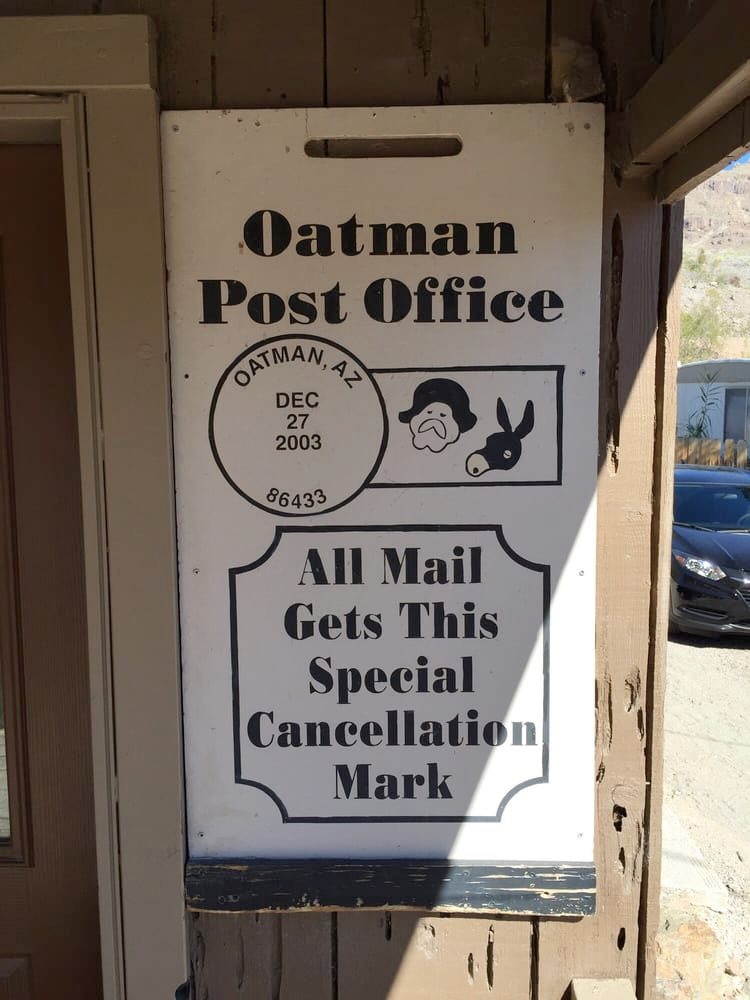 Oatman
Post Office
OATMAN, AZ
DEC
27
2003
86433
All Mail
Gets This
Special
Cancellation
Mark